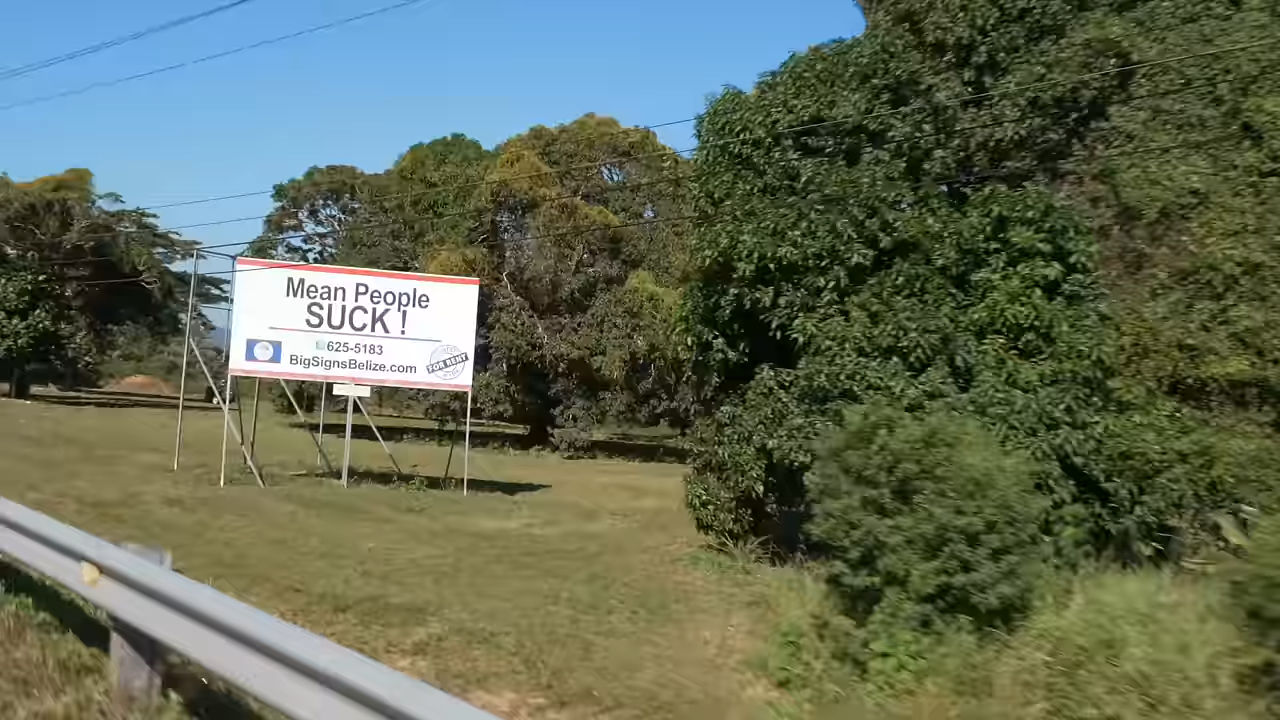 Mean People
SUCK !
625-5183
BigSignsBelize.com
FOR RENT